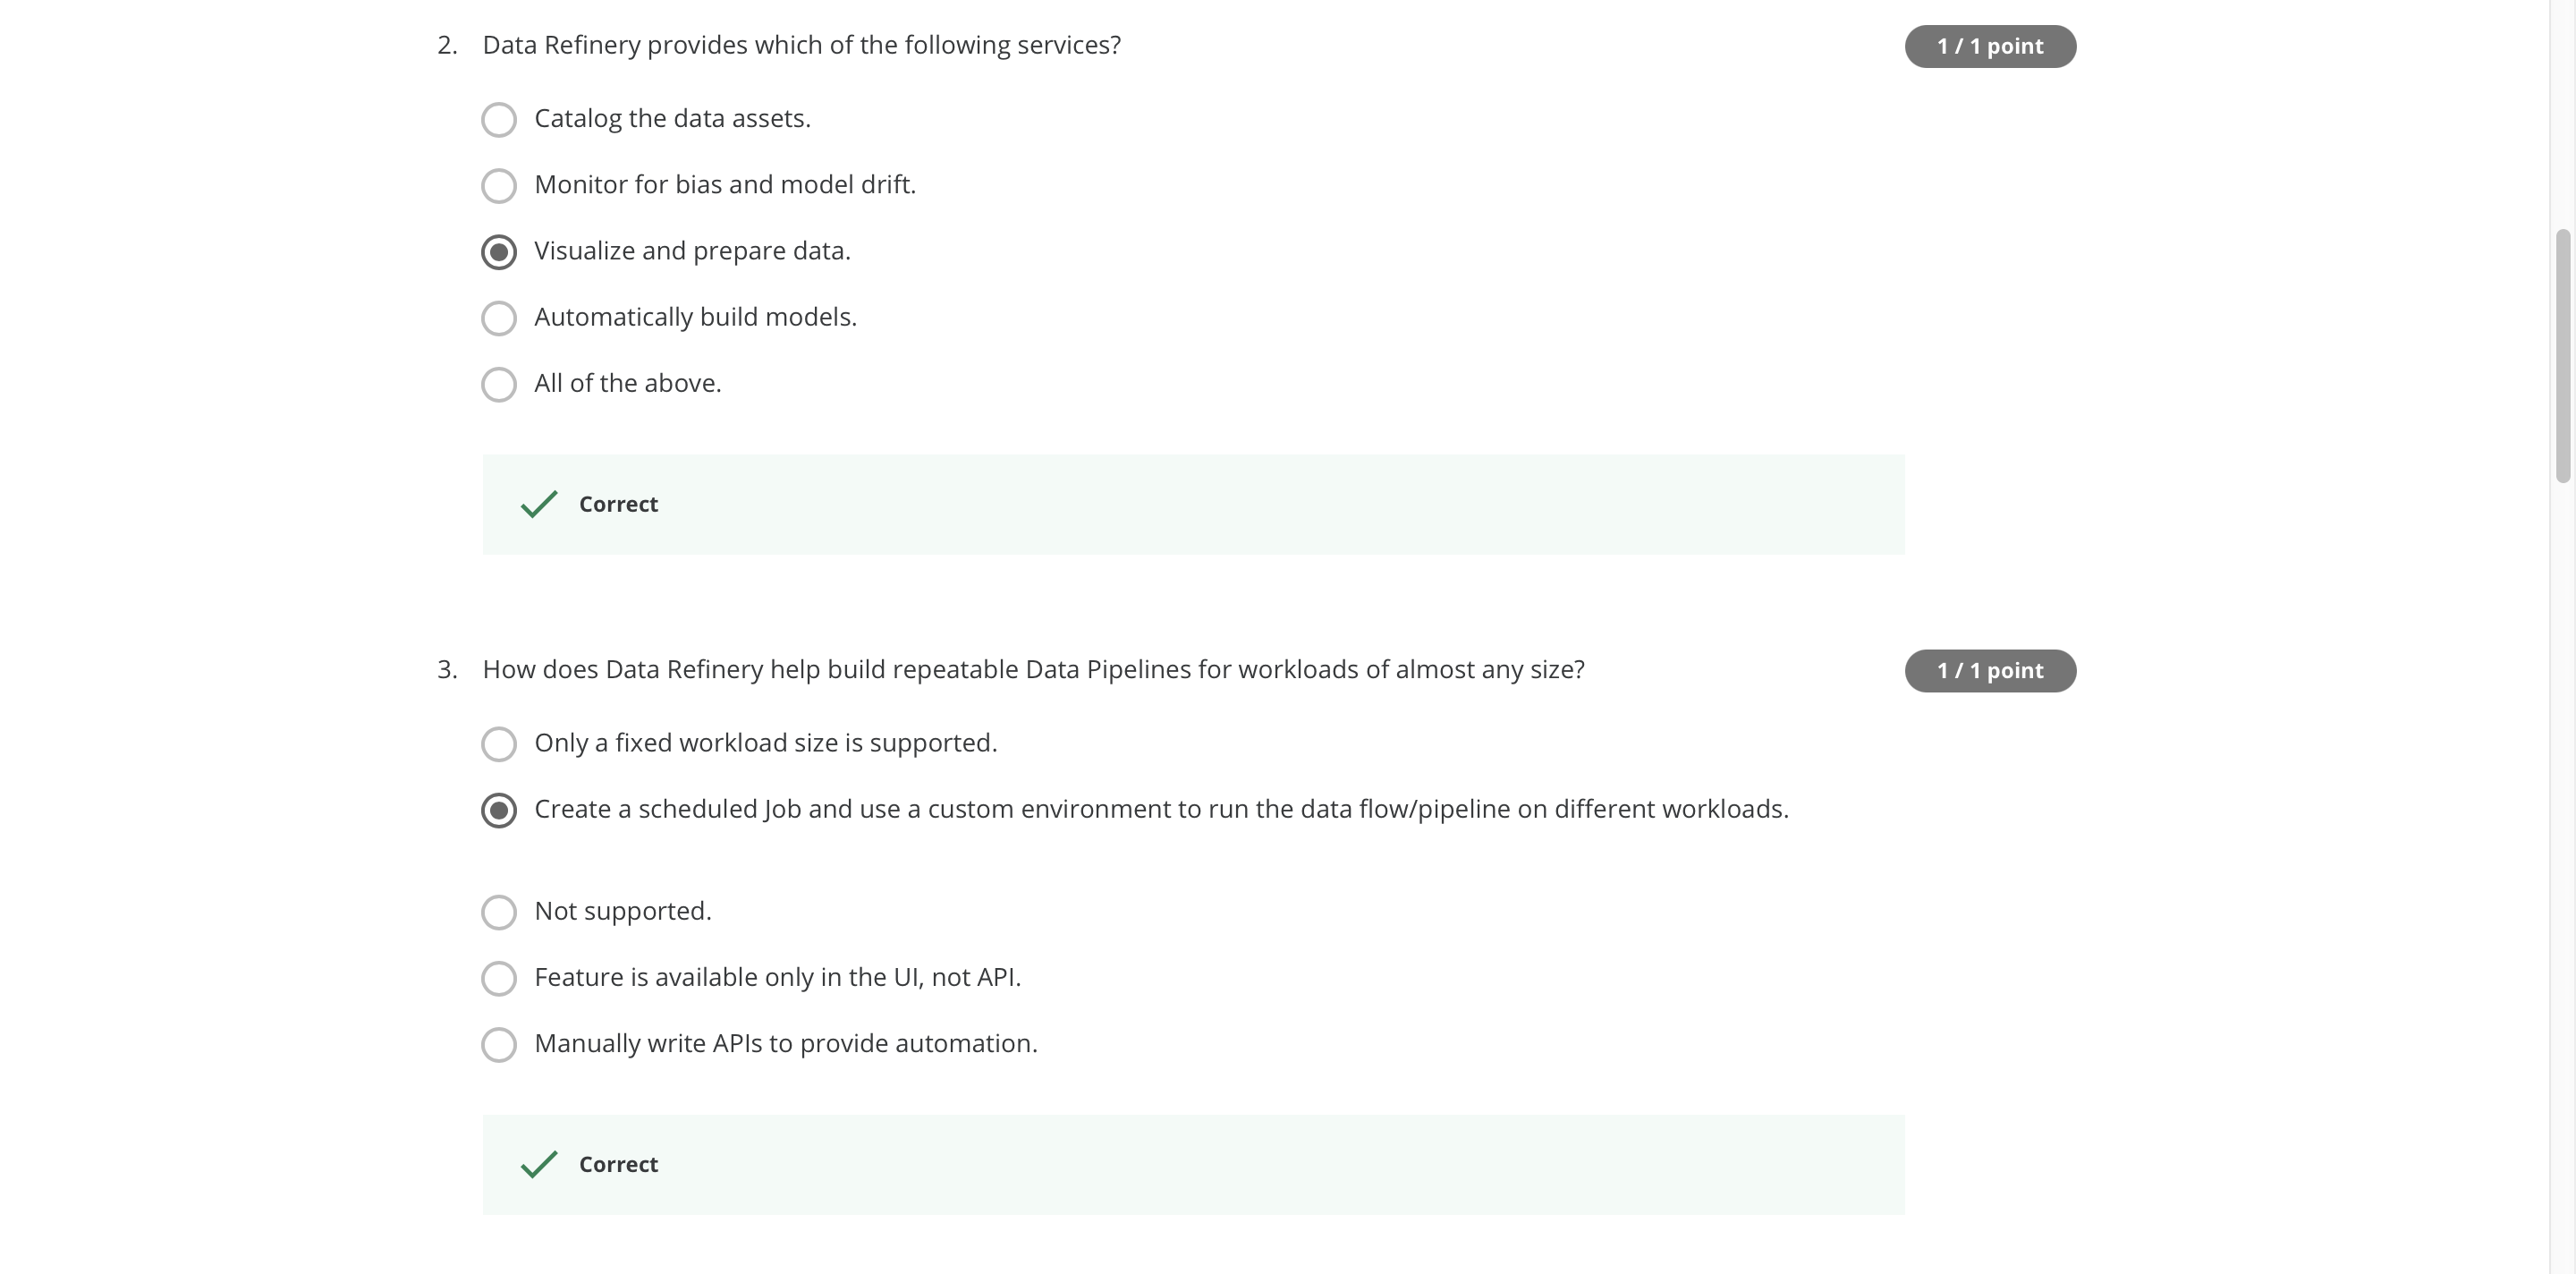 2. Data Refinery provides which of the following services?
1 / 1 point
Catalog the data assets.
Monitor for bias and model drift.
Visualize and prepare data.
Automatically build models.
All of the above.
Correct
3. How does Data Refinery help build repeatable Data Pipelines for workloads of almost any size?
1 / 1 point
Only a fixed workload size is supported.
Create a scheduled Job and use a custom environment to run the data flow/pipeline on different workloads.
Not supported.
Feature is available only in the UI, not API.
Manually write APIs to provide automation.
Correct